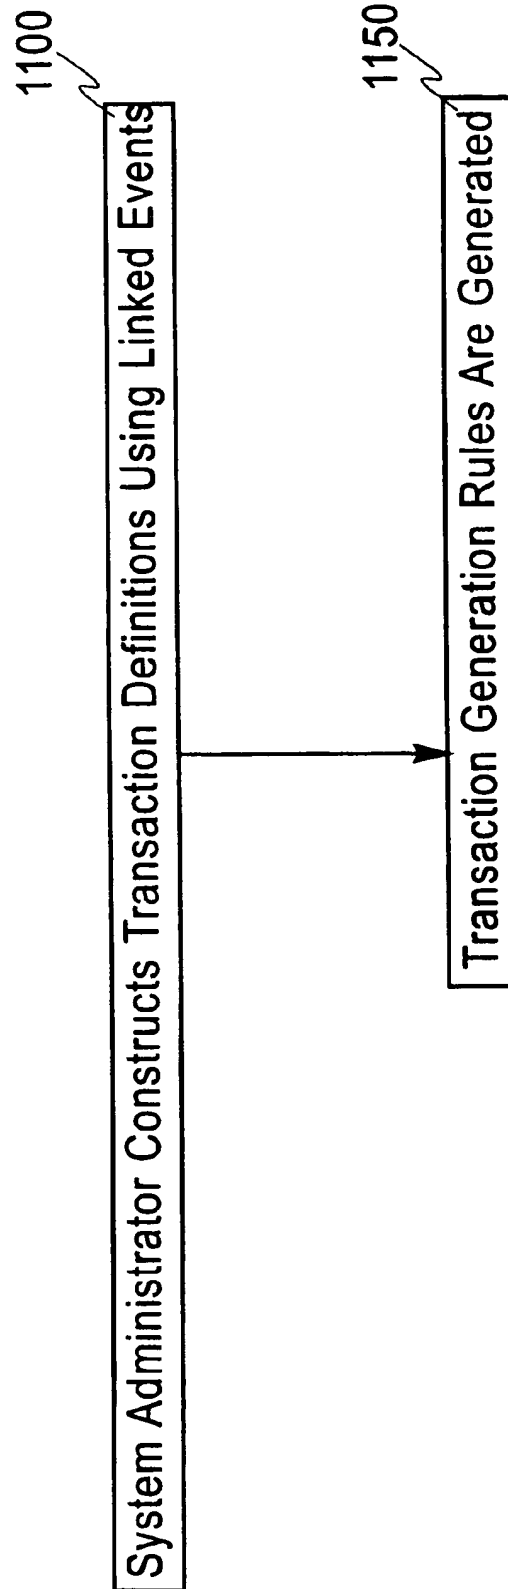 1100
System Administrator Constructs Transaction Definitions Using Linked Events
1150
Transaction Generation Rules Are Generated